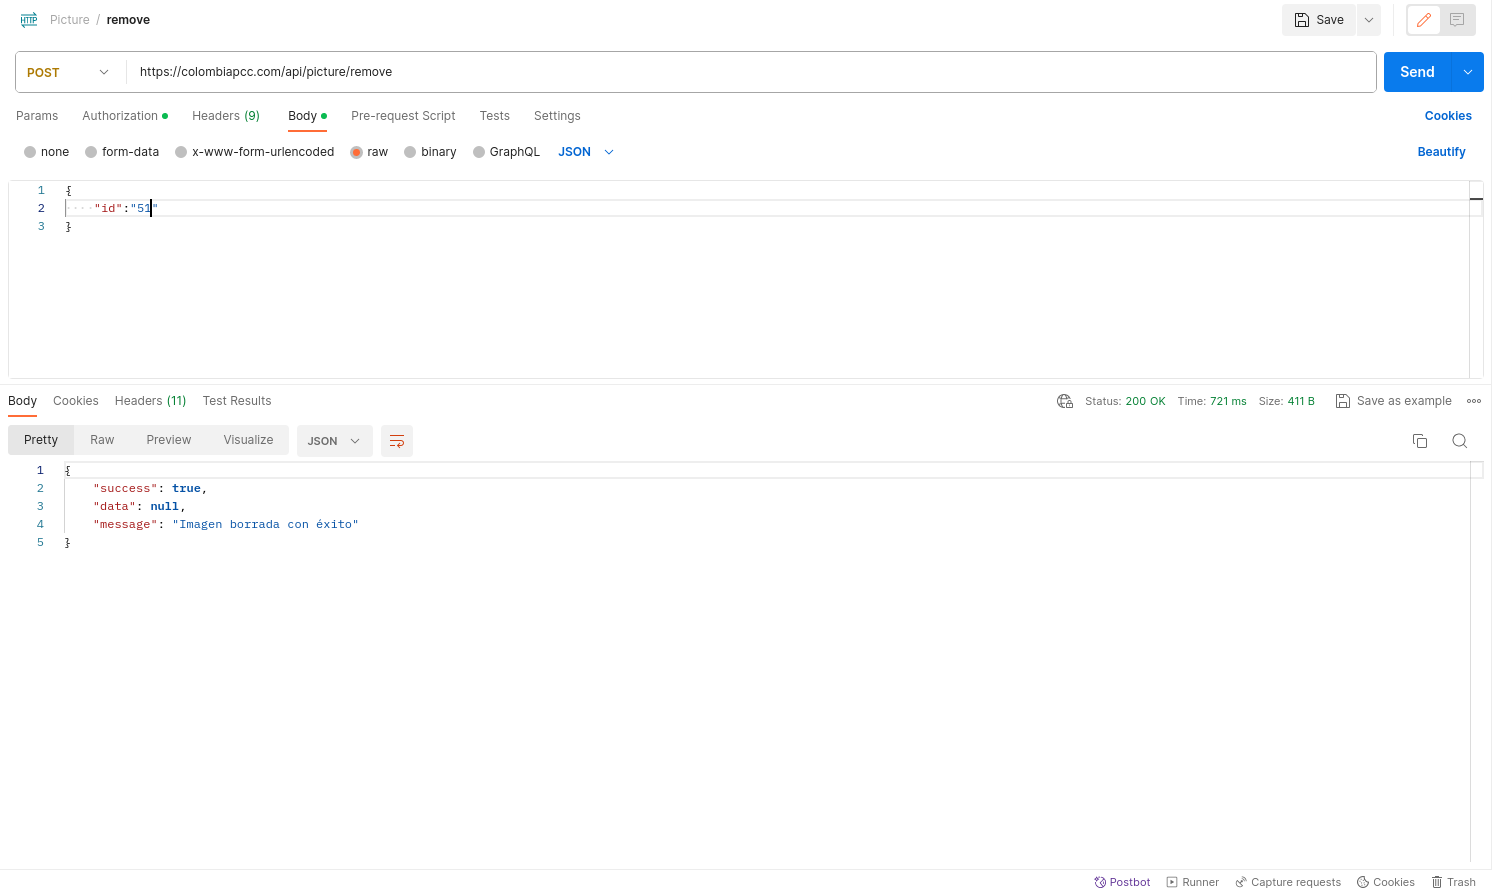 HTTP Picture / remove Save
POST https://colombiapcc.com/api/picture/remove Send
Params Authorization Headers (9) Body Pre-request Script Tests Settings Cookies
none form-data x-www-form-urlencoded raw binary GraphQL JSON Beautify
1 {
2 ····"id":"51"
3 }
Body Cookies Headers (11) Test Results Status: 200 OK Time: 721 ms Size: 411 B Save as example
Pretty Raw Preview Visualize JSON
1 {
2 "success": true,
3 "data": null,
4 "message": "Imagen borrada con éxito"
5 }
Postbot Runner Capture requests Cookies Trash